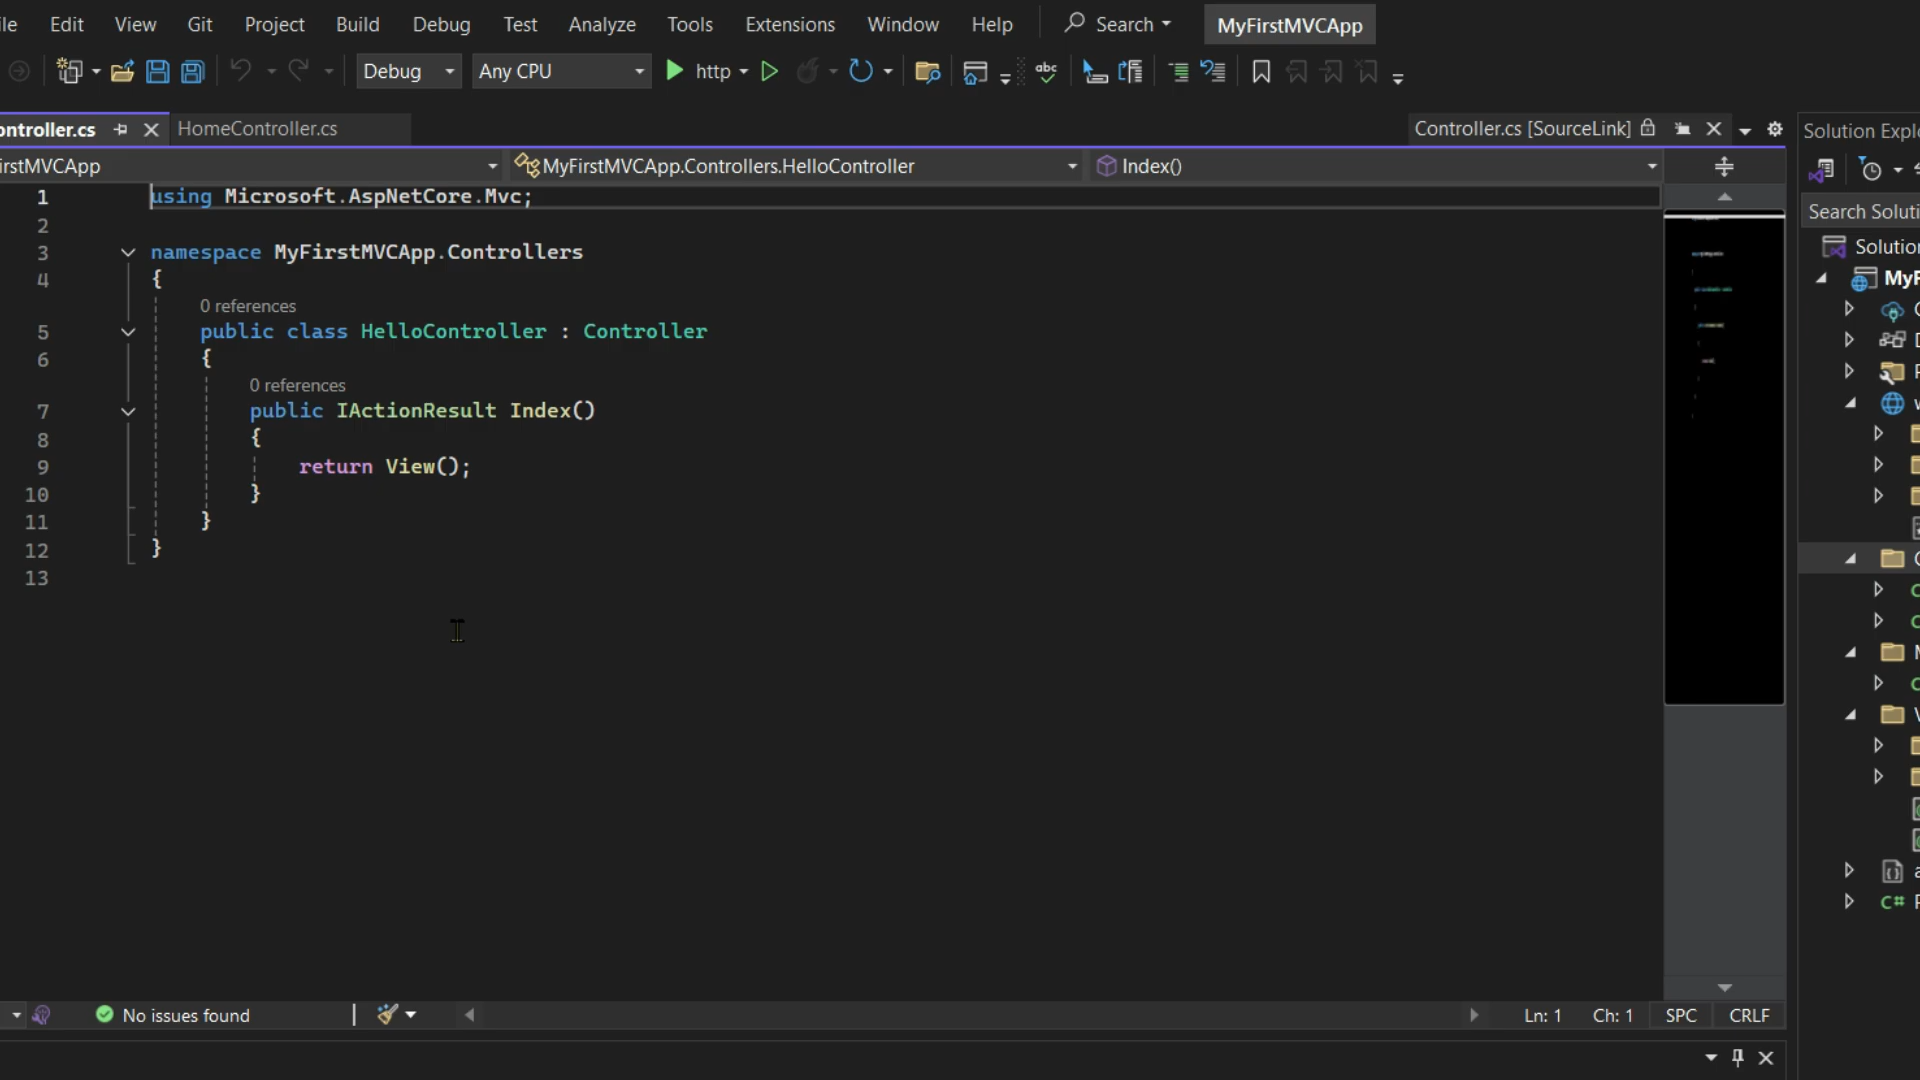 le Edit View Git Project Build Debug Test Analyze Tools Extensions Window Help Search MyFirstMVCApp
Debug Any CPU http abc
ontroller.cs HomeController.cs Controller.cs [SourceLink]
irstMVCApp MyFirstMVCApp.Controllers.HelloController Index()
1 using Microsoft.AspNetCore.Mvc;
2
3 namespace MyFirstMVCApp.Controllers
4 {
0 references
5 public class HelloController : Controller
6 {
0 references
7 public IActionResult Index()
8 {
9 return View();
10 }
11 }
12 }
13
No issues found Ln: 1 Ch: 1 SPC CRLF
Solution Explo
Search Soluti
Solution
MyF
C#